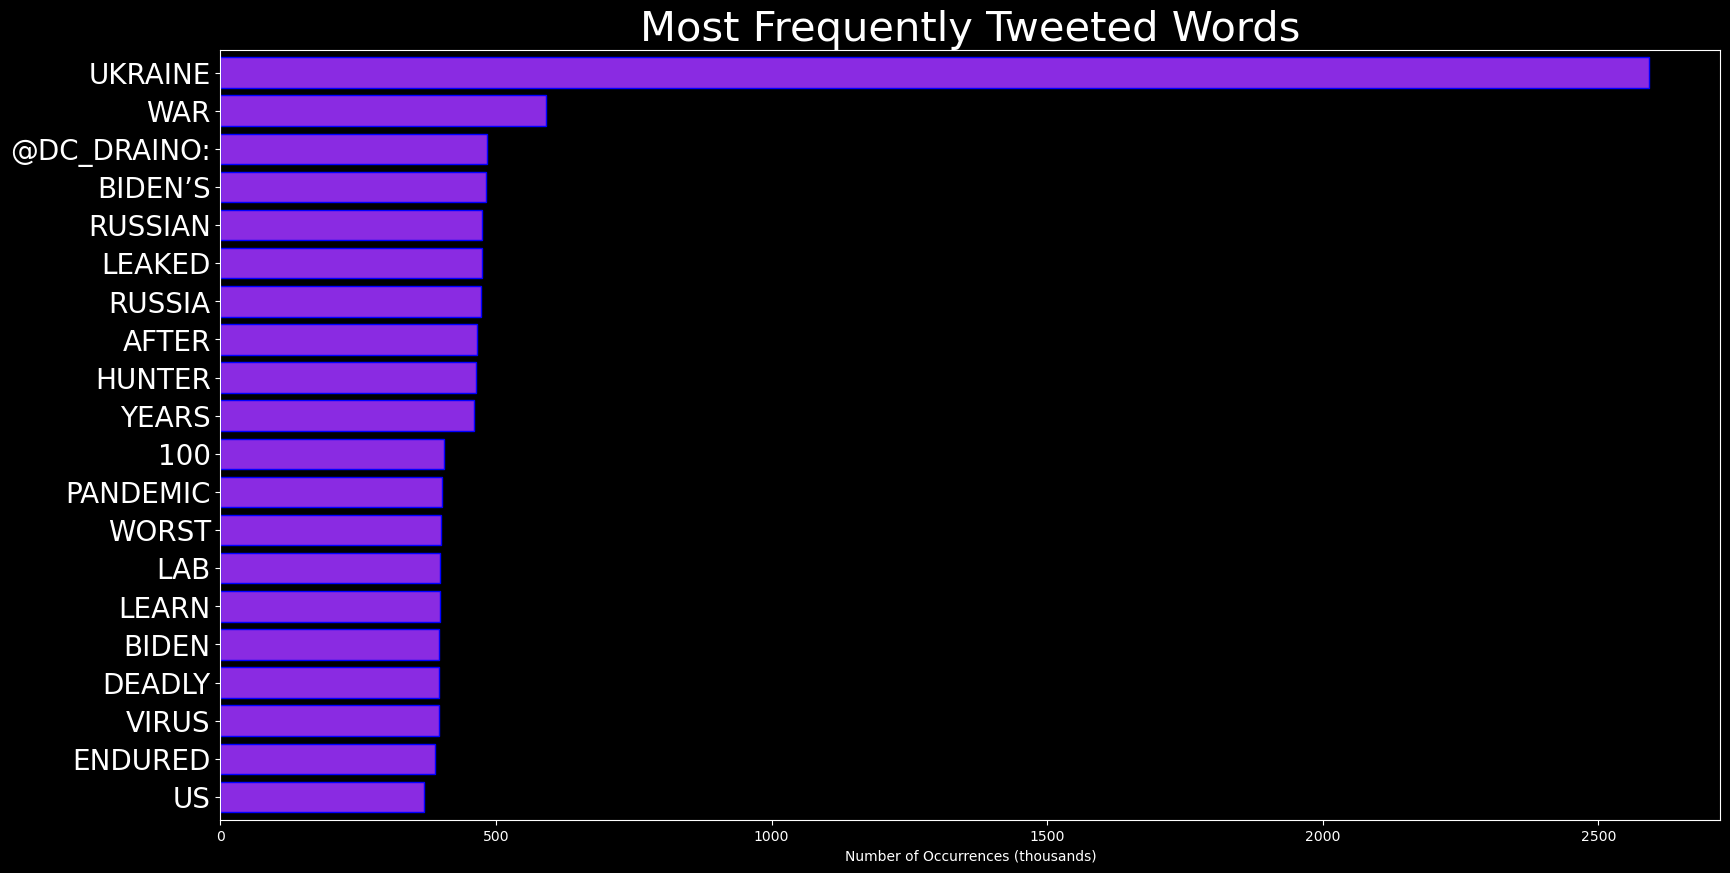 Most Frequently Tweeted Words
UKRAINE
WAR
@DC_DRAINO:
BIDEN’S
RUSSIAN
LEAKED
RUSSIA
AFTER
HUNTER
YEARS
100
PANDEMIC
WORST
LAB
LEARN
BIDEN
DEADLY
VIRUS
ENDURED
US
0 500 1000 1500 2000 2500
Number of Occurrences (thousands)